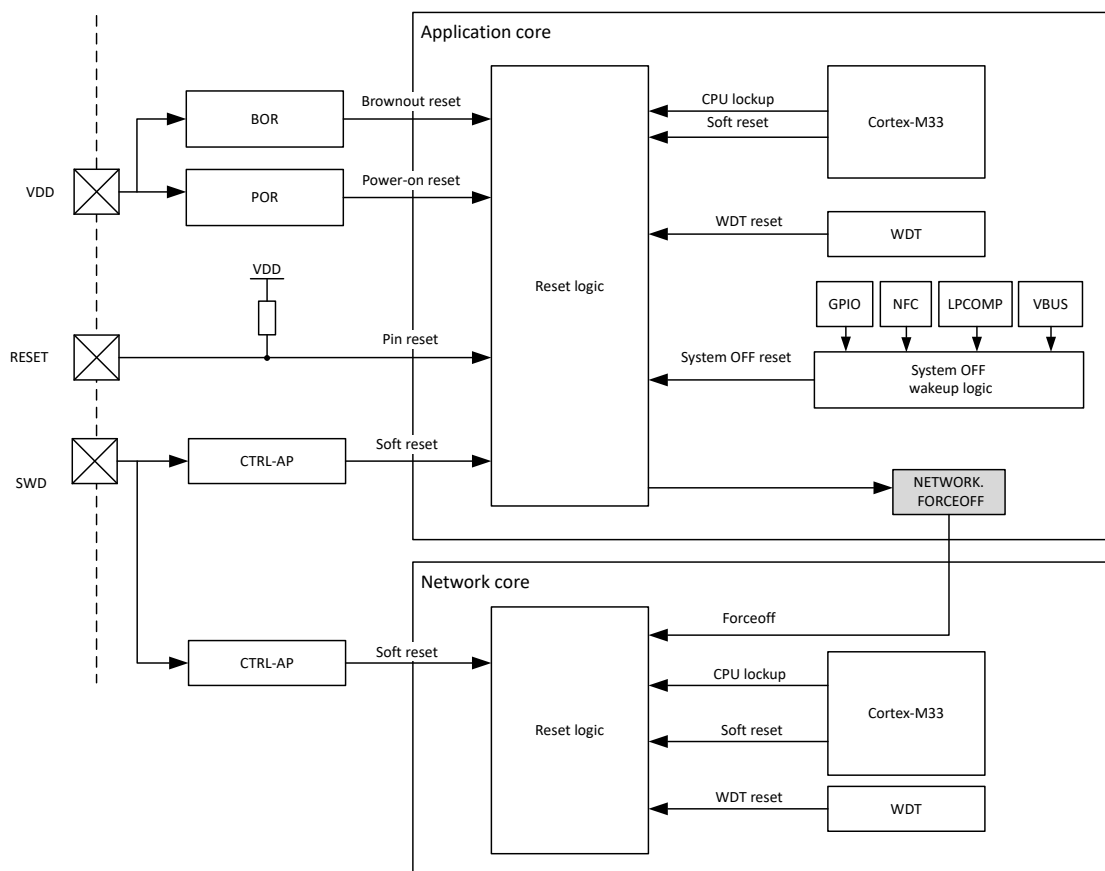 Application core
Brownout reset
BOR
CPU lockup
Soft reset
Cortex-M33
VDD
Power-on reset
POR
WDT reset
WDT
VDD
Reset logic
GPIO
NFC
LPCOMP
VBUS
RESET
Pin reset
System OFF reset
System OFF
wakeup logic
SWD
CTRL-AP
Soft reset
NETWORK.
FORCEOFF
Network core
Forceoff
CTRL-AP
Soft reset
CPU lockup
Cortex-M33
Reset logic
Soft reset
WDT reset
WDT